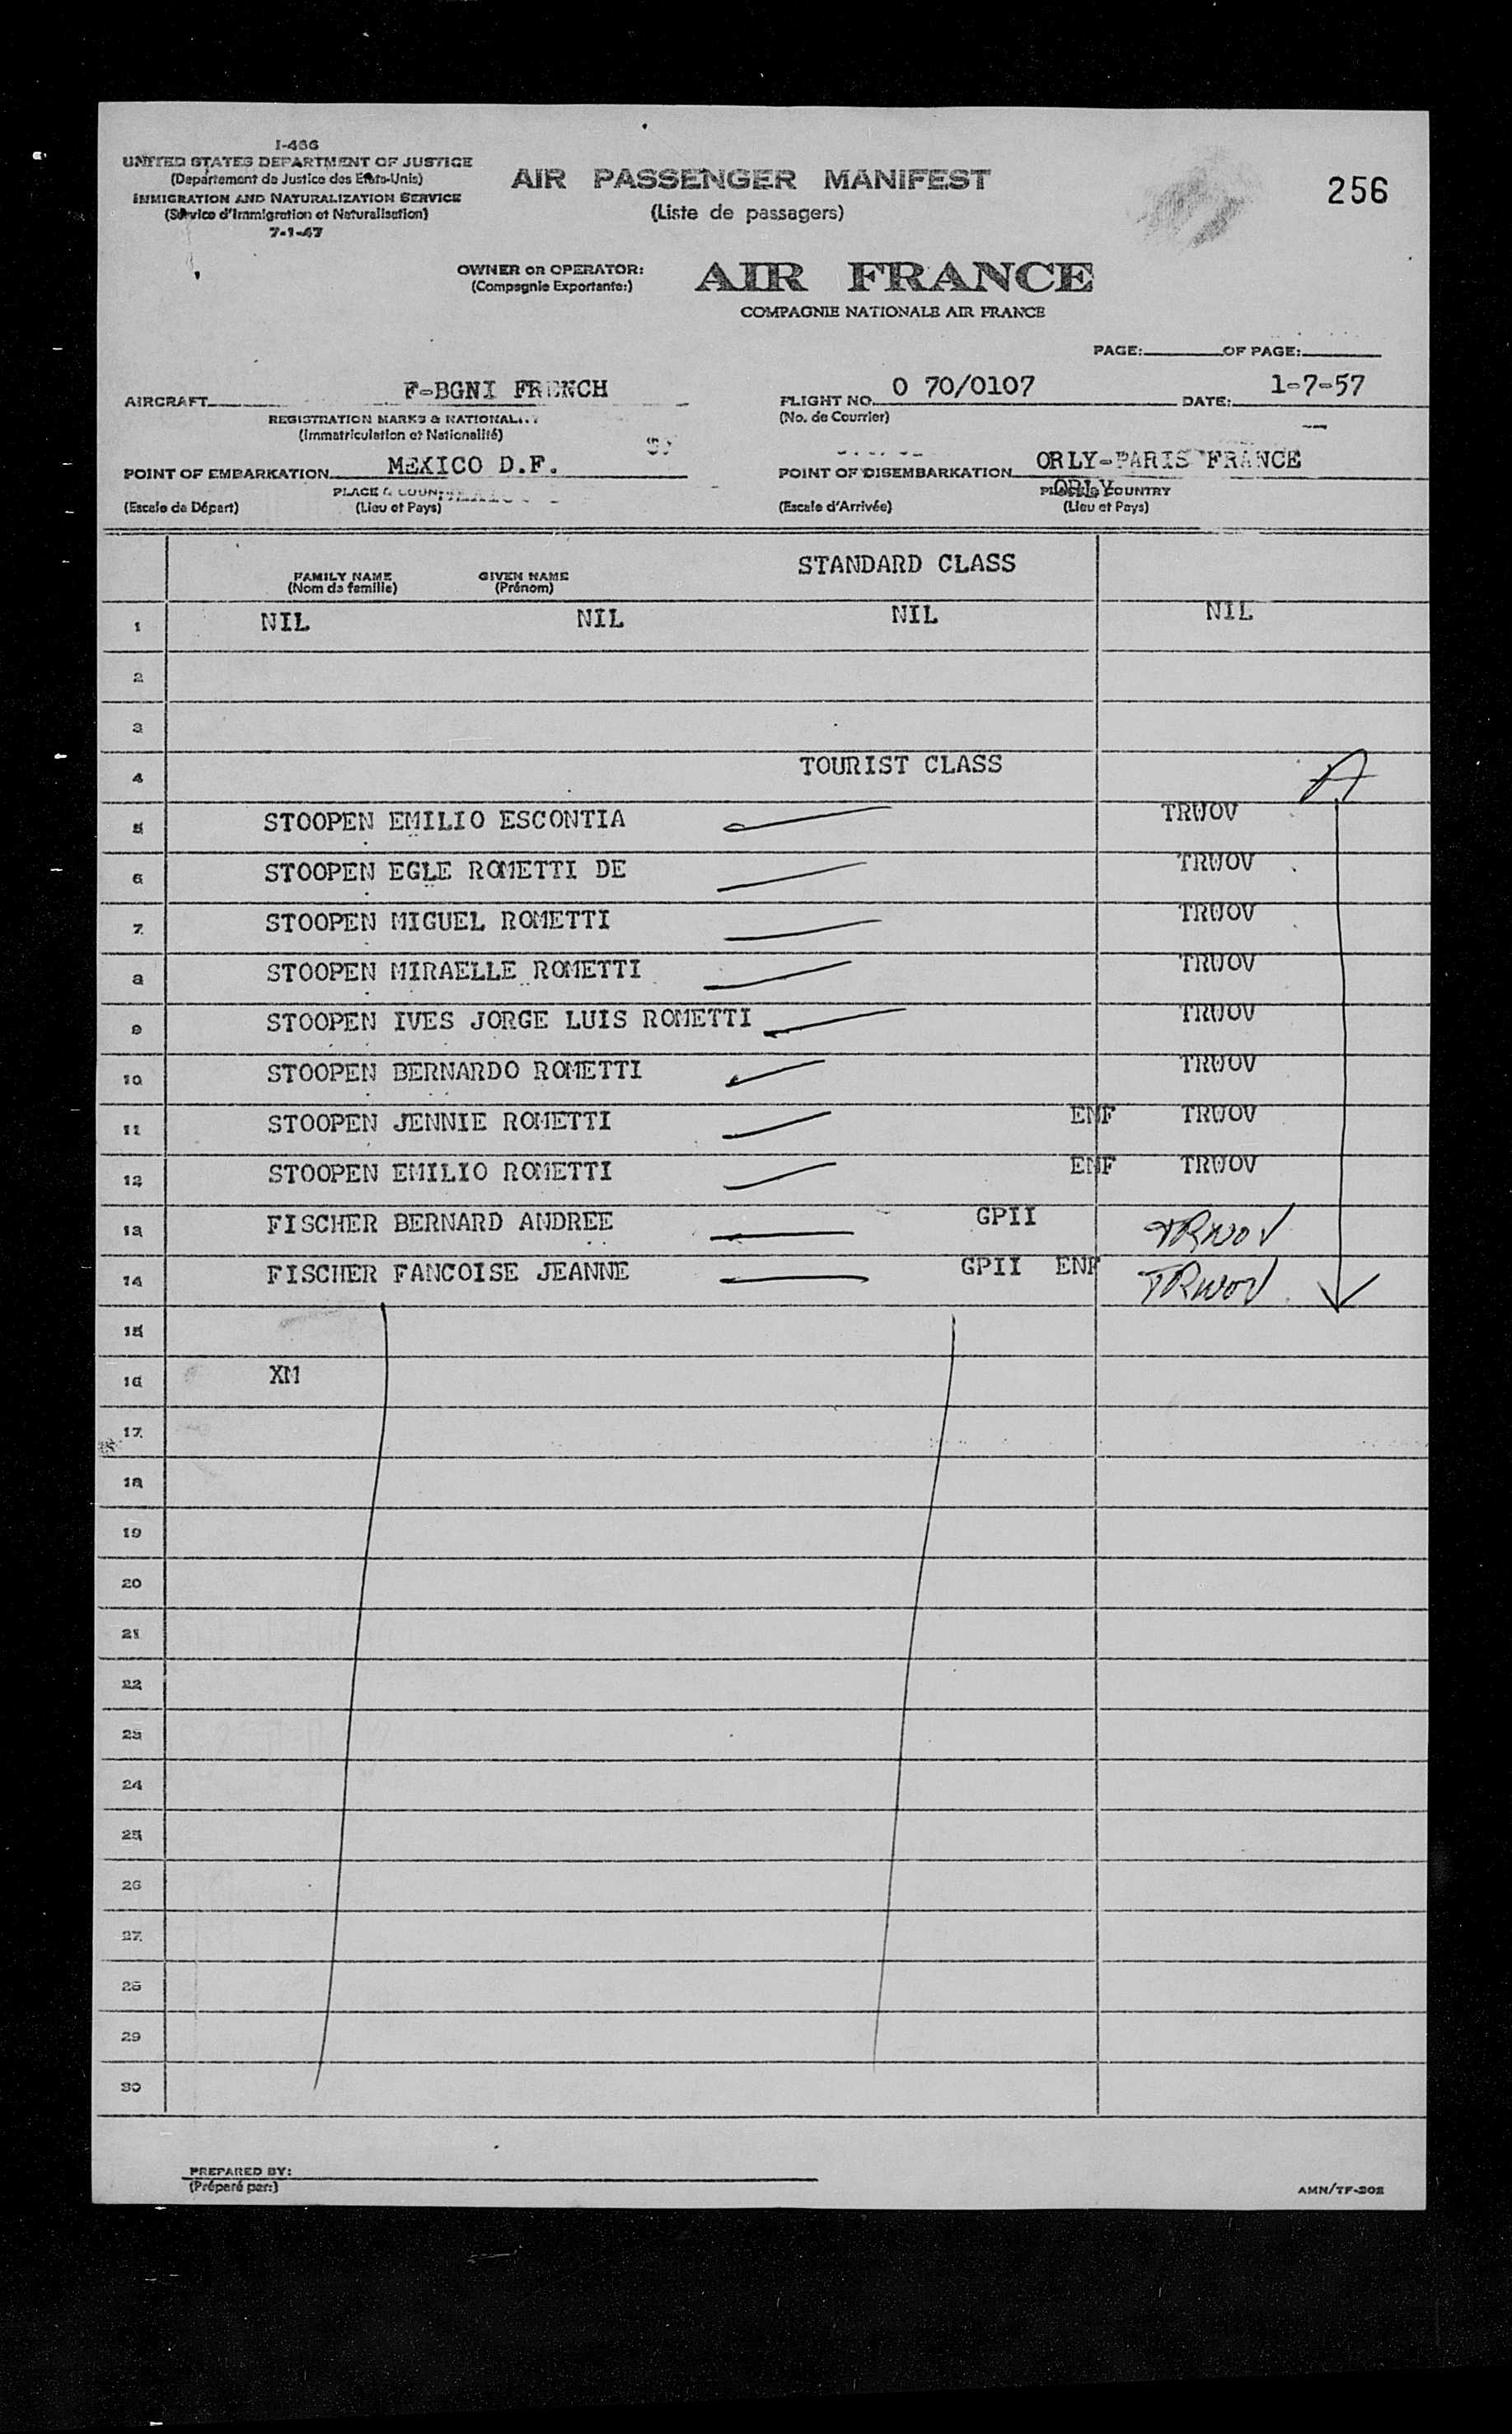 I-466
UNITED STATES DEPARTMENT OF JUSTICE
(Département de Justice des Etats-Unis)
IMMIGRATION AND NATURALIZATION SERVICE
(Service d'Immigration et Naturalisation)
7-1-47
AIR PASSENGER MANIFEST
(Liste de passagers)
256
OWNER OR OPERATOR: AIR FRANCE
(Compagnie Exportante:)
COMPAGNIE NATIONALE AIR FRANCE
PAGE: OF PAGE:
AIRCRAFT F-BGNI FRENCH FLIGHT NO. O 70/0107 DATE: 1-7-57
REGISTRATION MARKS & NATIONALITY (No. de Courrier)
(Immatriculation et Nationalité)
POINT OF EMBARKATION MEXICO D.F. POINT OF DISEMBARKATION ORLY-PARIS FRANCE
ORLY
PLACE & COUNTRY COUNTRY
(Escale de Départ) (Lieu et Pays) (Escale d'Arrivée) (Lieu et Pays)
STANDARD CLASS
FAMILY NAME GIVEN NAME
(Nom de famille) (Prénom)
1 NIL NIL NIL NIL
2
3
4 TOURIST CLASS A
5 STOOPEN EMILIO ESCONTIA TRWOV
6 STOOPEN EGLE ROMETTI DE TRWOV
7 STOOPEN MIGUEL ROMETTI TRWOV
8 STOOPEN MIRAELLE ROMETTI TRWOV
9 STOOPEN IVES JORGE LUIS ROMETTI TRWOV
10 STOOPEN BERNARDO ROMETTI TRWOV
11 STOOPEN JENNIE ROMETTI ENF TRWOV
12 STOOPEN EMILIO ROMETTI ENF TRWOV
13 FISCHER BERNARD ANDREE GPII TRWOV
14 FISCHER FANCOISE JEANNE GPII ENF TRWOV
15
16 XM
17
18
19
20
21
22
23
24
25
26
27
28
29
30
PREPARED BY:
(Préparé par:)
AMN/TF-202